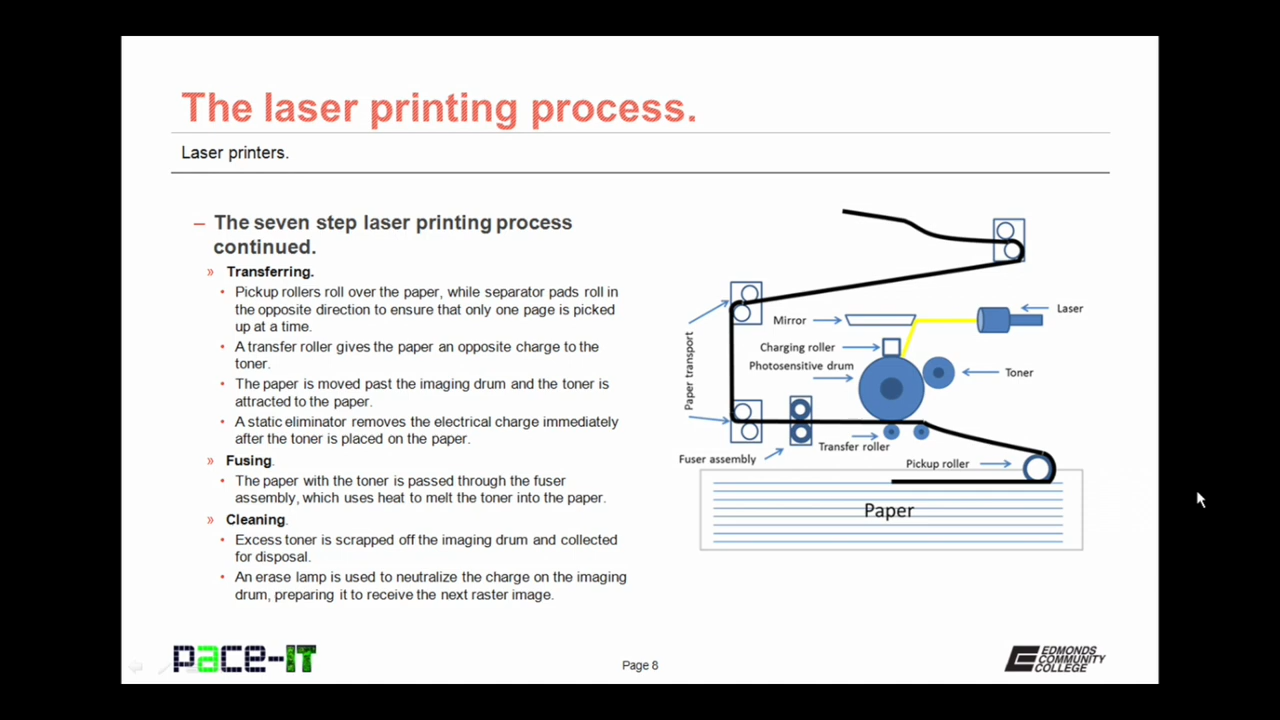 The laser printing process.
Laser printers.
– The seven step laser printing process
continued.
» Transferring.
• Pickup rollers roll over the paper, while separator pads roll in
the opposite direction to ensure that only one page is picked
up at a time.
• A transfer roller gives the paper an opposite charge to the
toner.
• The paper is moved past the imaging drum and the toner is
attracted to the paper.
• A static eliminator removes the electrical charge immediately
after the toner is placed on the paper.
» Fusing.
• The paper with the toner is passed through the fuser
assembly, which uses heat to melt the toner into the paper.
» Cleaning.
• Excess toner is scrapped off the imaging drum and collected
for disposal.
• An erase lamp is used to neutralize the charge on the imaging
drum, preparing it to receive the next raster image.
Laser
Mirror
Charging roller
Photosensitive drum
Toner
Paper transport
Transfer roller
Fuser assembly
Pickup roller
Paper
pace-IT
Page 8
EDMONDS
COMMUNITY
COLLEGE